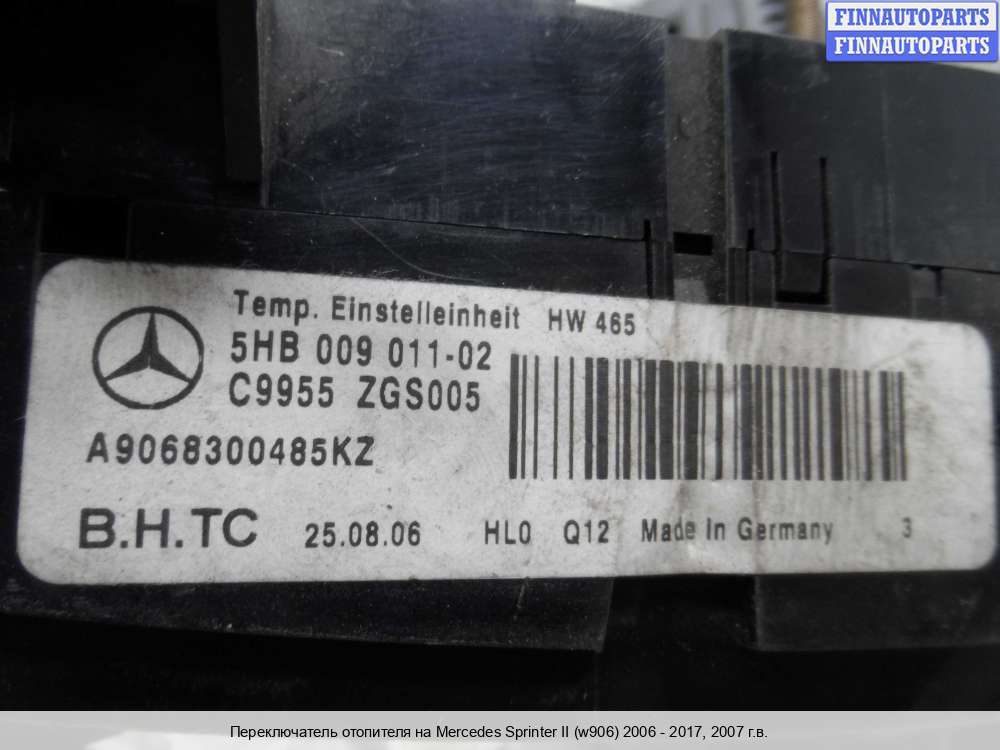 FINNAUTOPARTS
FINNAUTOPARTS
Temp. Einstelleinheit HW 465
5HB 009 011-02
C9955 ZGS005
A9068300485KZ
B.H.TC 25.08.06 HL0 Q12 Made in Germany 3
Переключатель отопителя на Mercedes Sprinter II (w906) 2006 - 2017, 2007 г.в.